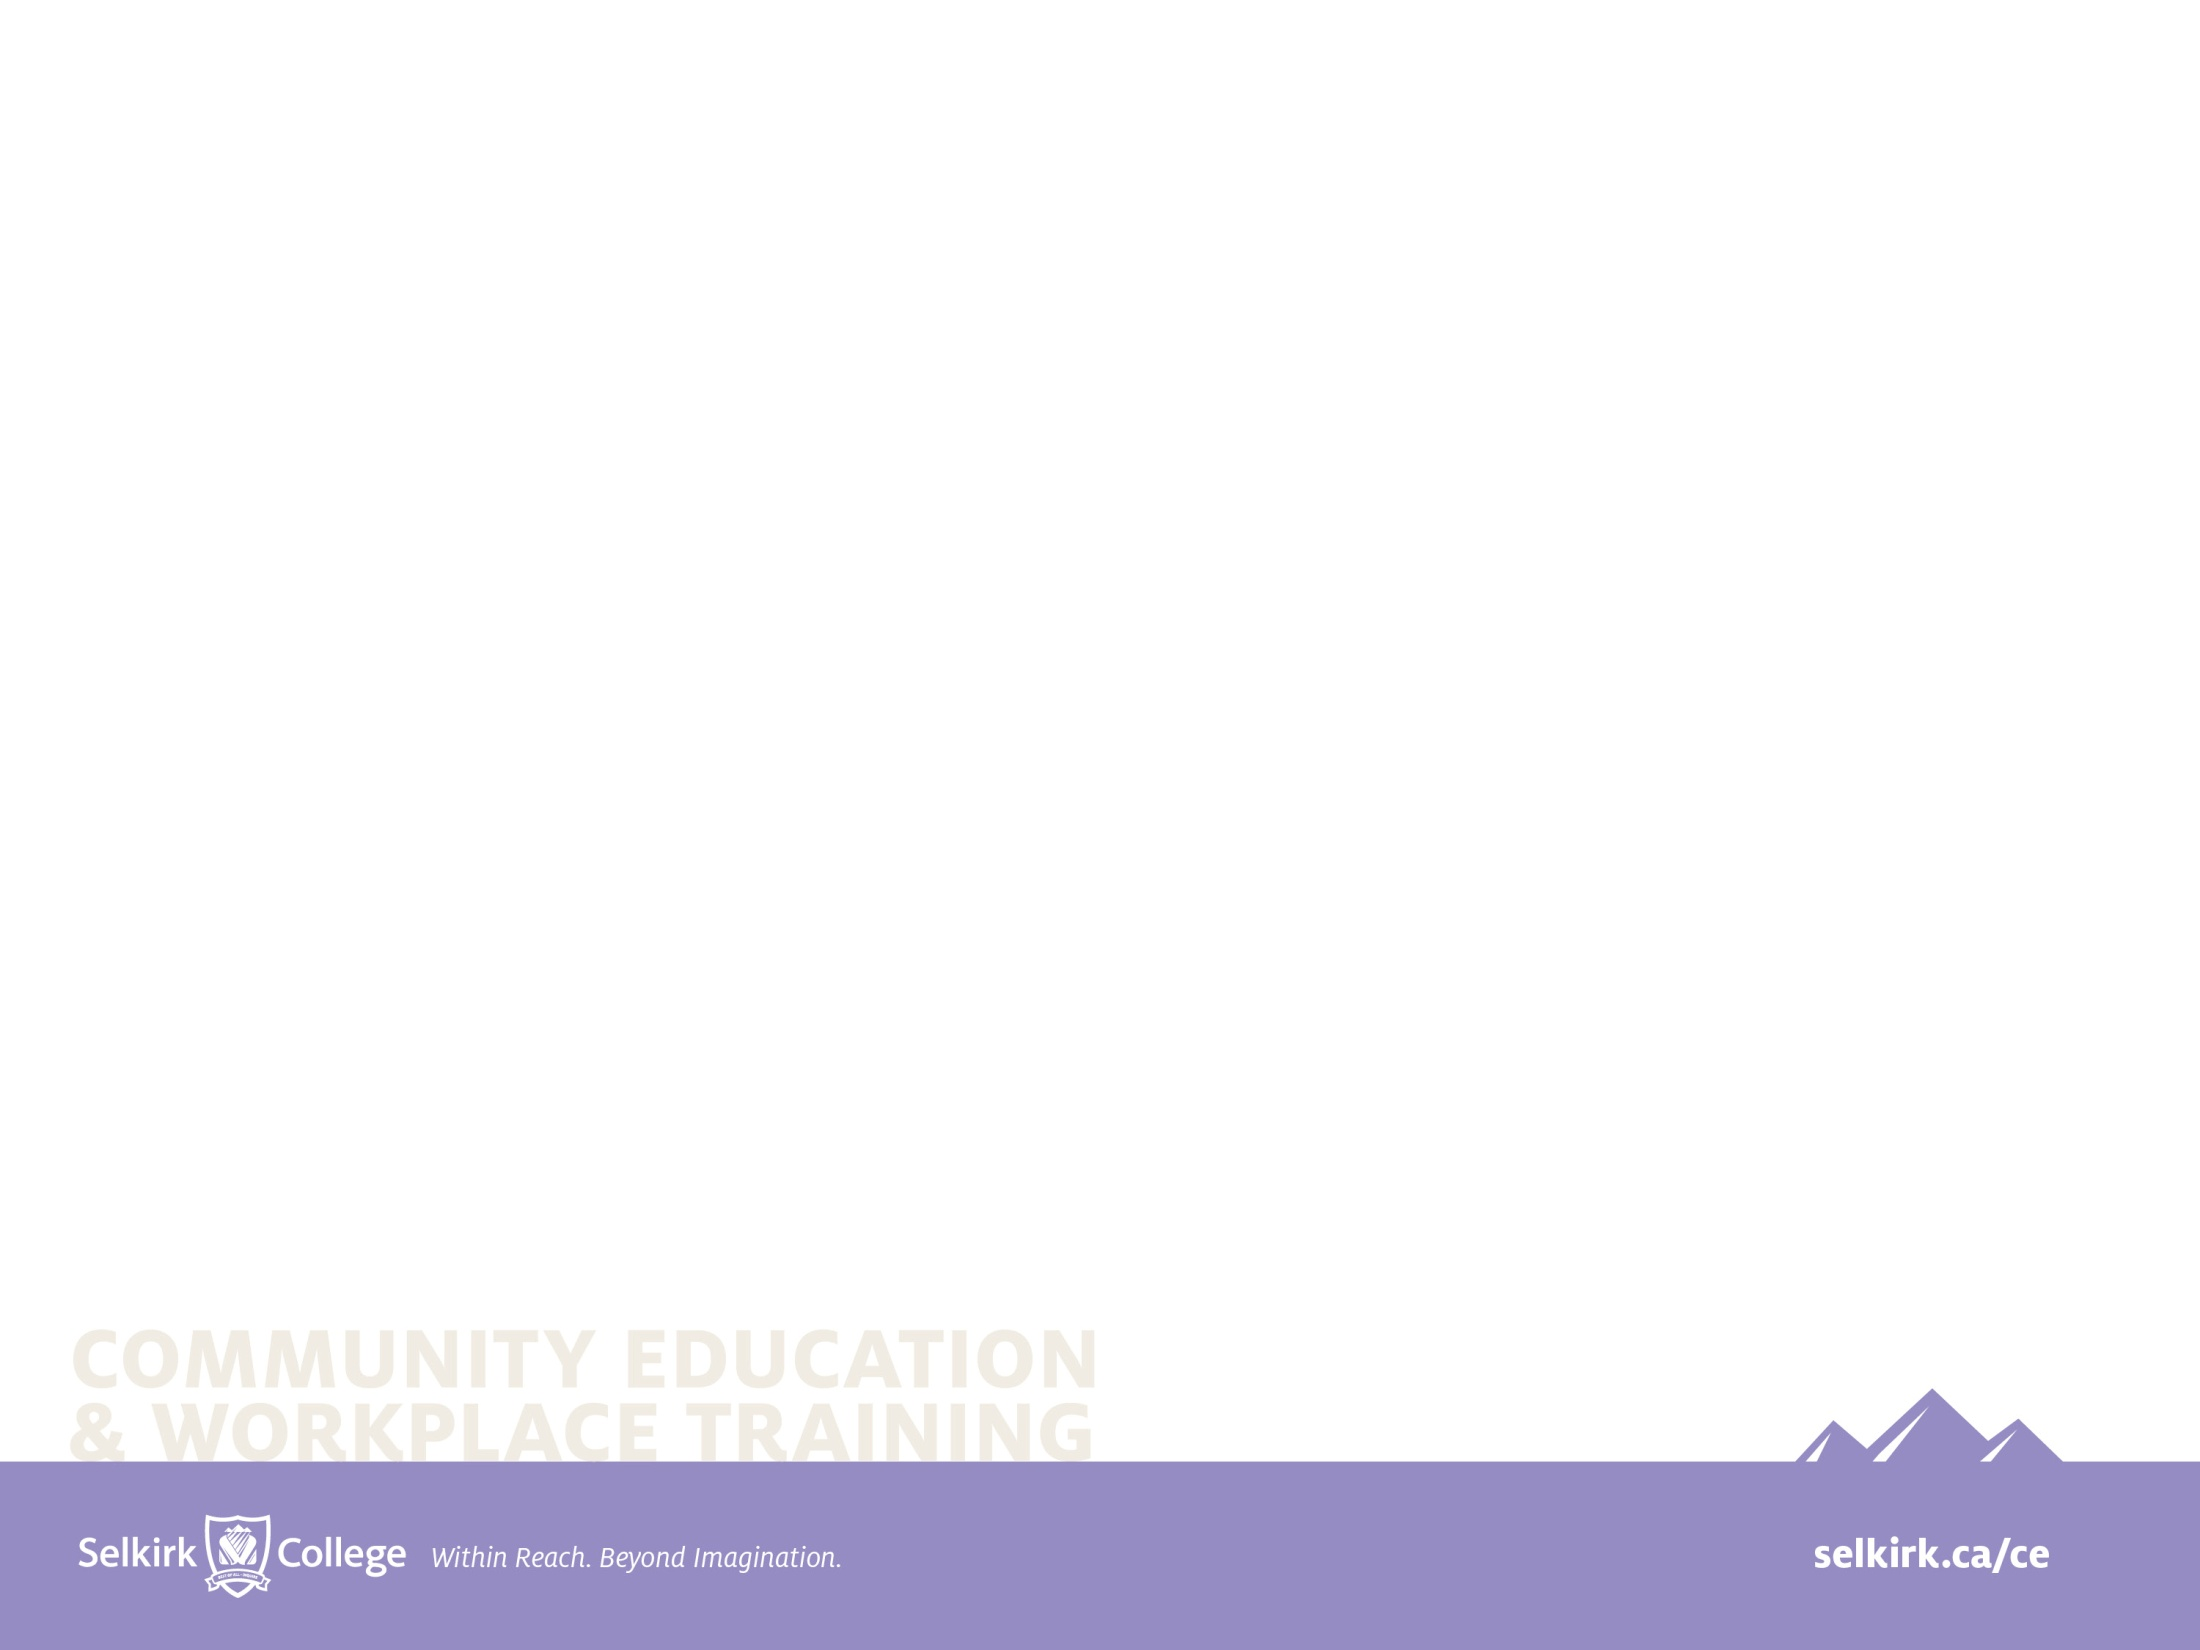 COMMUNITY EDUCATION
& WORKPLACE TRAINING
Selkirk College Within Reach. Beyond Imagination.
selkirk.ca/ce